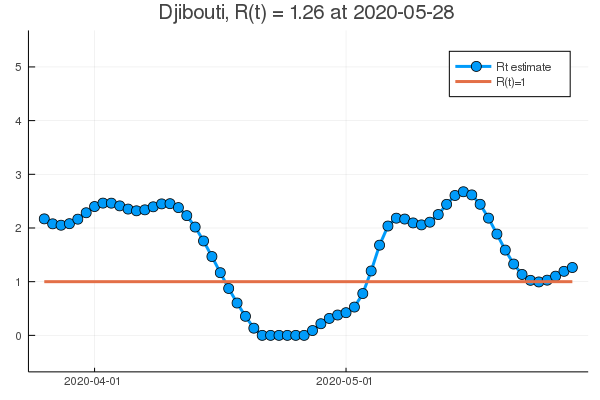 Djibouti, R(t) = 1.26 at 2020-05-28
Rt estimate
R(t)=1
5
4
3
2
1
0
2020-04-01
2020-05-01